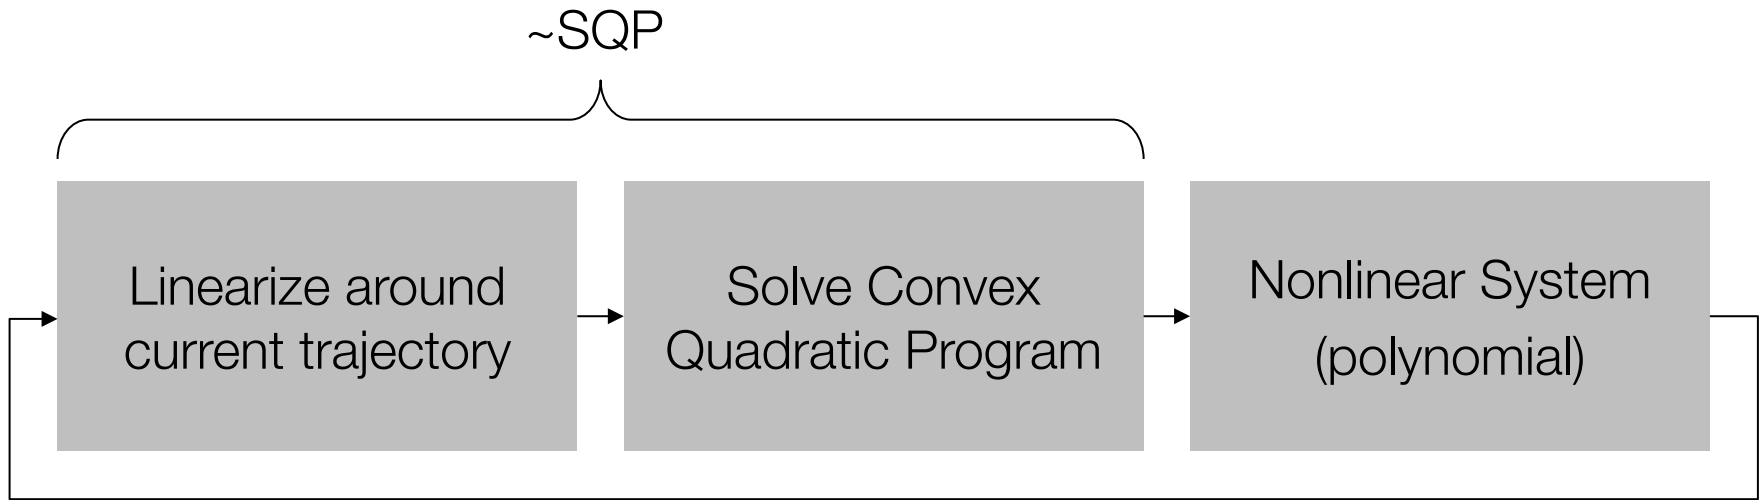 ~SQP
Linearize around
current trajectory
Solve Convex
Quadratic Program
Nonlinear System
(polynomial)